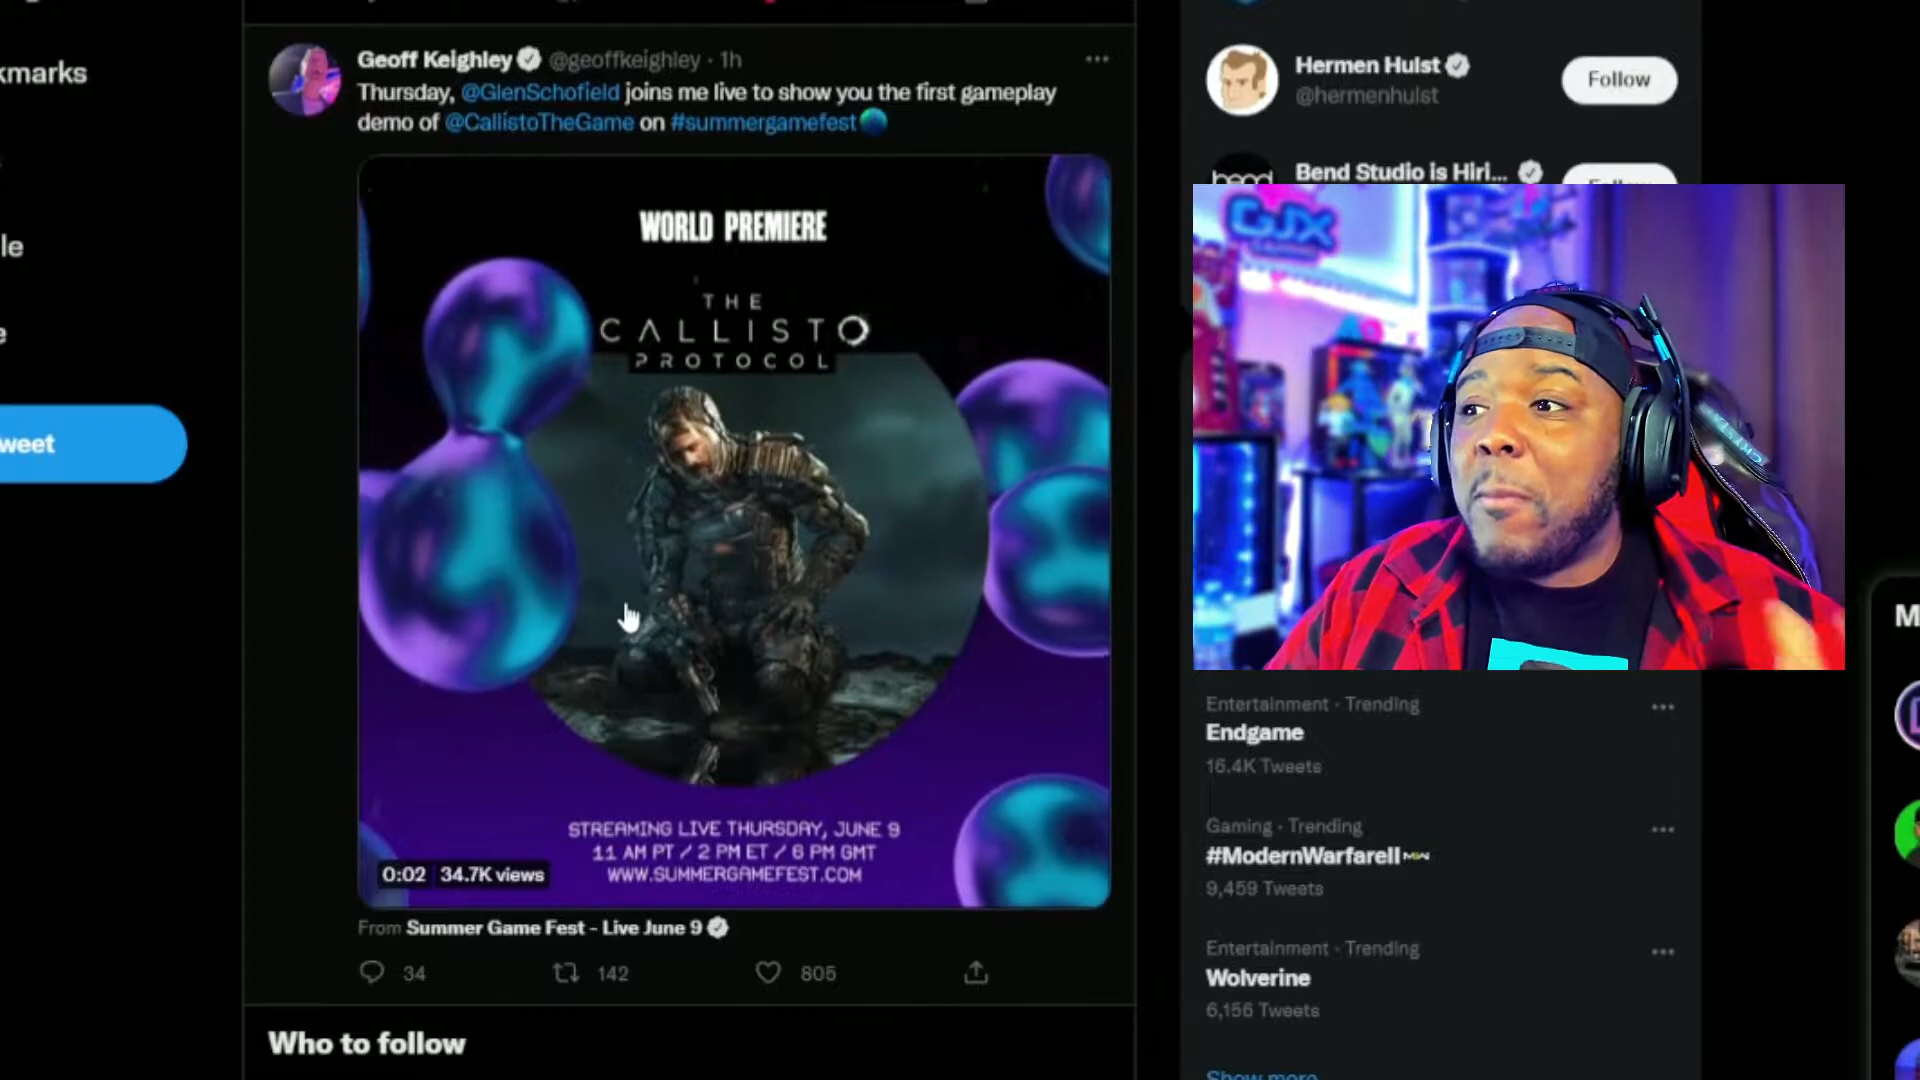 kmarks
le
e
weet
Geoff Keighley @geoffkeighley · 1h
Thursday, @GlenSchofield joins me live to show you the first gameplay
demo of @CallistoTheGame on #summergamefest
WORLD PREMIERE
THE
CALLISTO
PROTOCOL
STREAMING LIVE THURSDAY, JUNE 9
11 AM PT / 2 PM ET / 6 PM GMT
WWW.SUMMERGAMEFEST.COM
0:02 34.7K views
From Summer Game Fest - Live June 9
34 142 805
Who to follow
Hermen Hulst
@hermenhulst
Follow
bend
Bend Studio is Hiri...
Follow
GJX
GAMING
Entertainment · Trending
Endgame
16.4K Tweets
Gaming · Trending
#ModernWarfareII
9,459 Tweets
Entertainment · Trending
Wolverine
6,156 Tweets
Show more
M